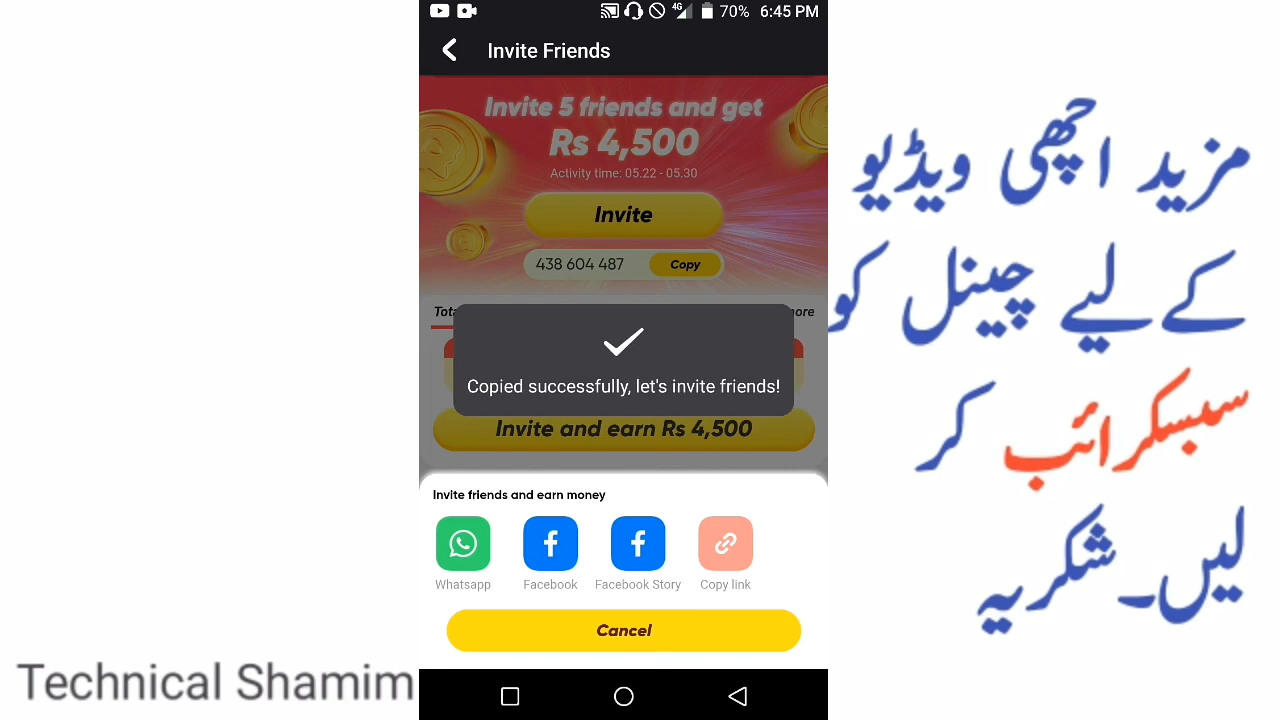 70% 6:45 PM
Invite Friends
Invite 5 friends and get
Rs 4,500
Activity time: 05.22 - 05.30
Invite
438 604 487 Copy
Copied successfully, let's invite friends!
Invite and earn Rs 4,500
Invite friends and earn money
Whatsapp Facebook Facebook Story Copy link
Cancel
مزید اچھی ویڈیو
کے لیے چینل کو
سبسکرائب کر
لیں۔شکریہ
Technical Shamim